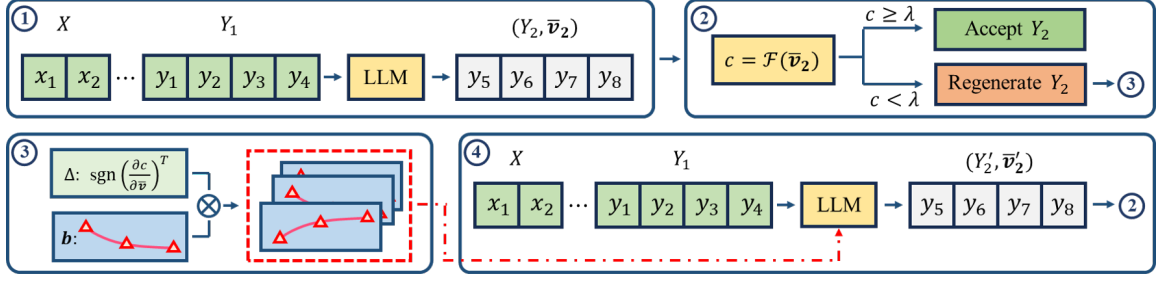 ①
X Y₁ (Y₂, v̅₂)
x₁ x₂ ... y₁ y₂ y₃ y₄ LLM y₅ y₆ y₇ y₈
②
c = ℱ(v̅₂)
c ≥ λ
Accept Y₂
c < λ
Regenerate Y₂
③
③
Δ: sgn (∂c/∂v̅)ᵀ
b:
④
X Y₁ (Y₂′, v̅₂′)
x₁ x₂ ... y₁ y₂ y₃ y₄ LLM y₅ y₆ y₇ y₈
②